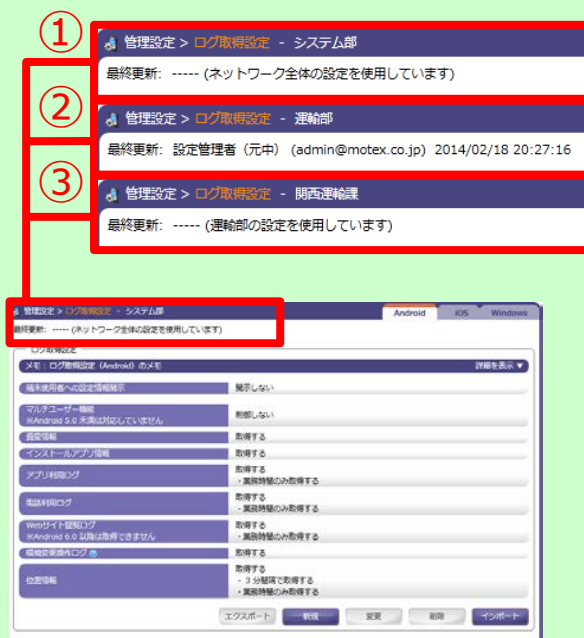 ①
管理設定 > ログ取得設定 - システム部
最終更新: ----- (ネットワーク全体の設定を使用しています)
②
管理設定 > ログ取得設定 - 運輸部
最終更新: 設定管理者（元中） (admin@motex.co.jp) 2014/02/18 20:27:16
③
管理設定 > ログ取得設定 - 関西運輸課
最終更新: ----- (運輸部の設定を使用しています)
管理設定 > ログ取得設定 - システム部
Android iOS Windows
最終更新: ----- (ネットワーク全体の設定を使用しています)
ログ取得設定
メモ：ログ取得設定 (Android) のメモ 詳細を表示 ▼
端末使用者への設定情報開示 開示しない
マルチユーザー機能 制御しない
※Android 5.0 未満は対応していません
資産情報 取得する
インストールアプリ情報 取得する
アプリ利用ログ 取得する
・業務時間のみ取得する
電話利用ログ 取得する
・業務時間のみ取得する
Webサイト閲覧ログ 取得する
※Android 6.0 以降は取得できません ・業務時間のみ取得する
環境変更操作ログ 取得する
位置情報 取得する
・ 3 分間隔で取得する
・業務時間のみ取得する
エクスポート 新規 変更 削除 インポート